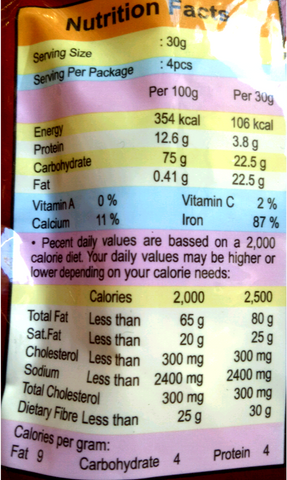 Nutrition Facts
Serving Size : 30g
Serving Per Package : 4pcs
Per 100g Per 30g
Energy 354 kcal 106 kcal
Protein 12.6 g 3.8 g
Carbohydrate 75 g 22.5 g
Fat 0.41 g 22.5 g
Vitamin A 0 % Vitamin C 2 %
Calcium 11 % Iron 87 %
• Pecent daily values are bassed on a 2,000
calorie diet. Your daily values may be higher or
lower depending on your calorie needs:
Calories 2,000 2,500
Total Fat Less than 65 g 80 g
Sat.Fat Less than 20 g 25 g
Cholesterol Less than 300 mg 300 mg
Sodium Less than 2400 mg 2400 mg
Total Cholesterol 300 mg 300 mg
Dietary Fibre Less than 25 g 30 g
Calories per gram:
Fat 9 Carbohydrate 4 Protein 4